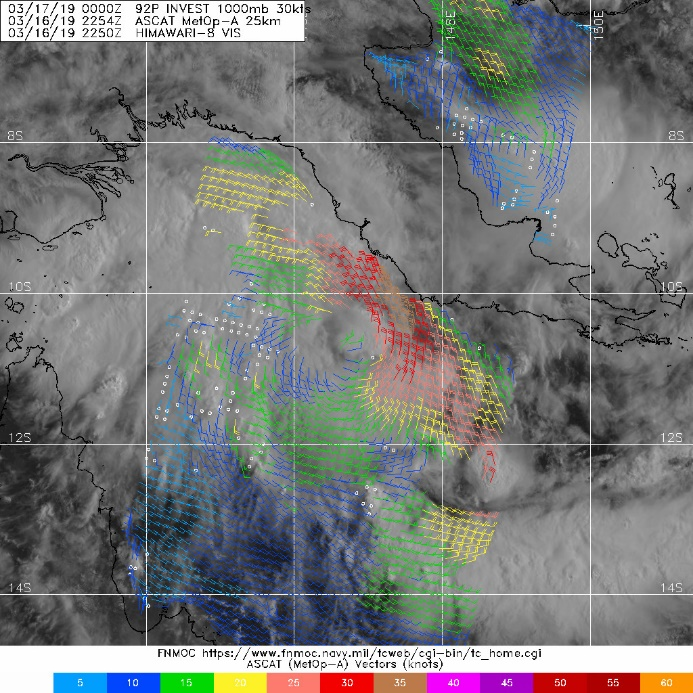 03/17/19 0000Z 92P INVEST 1000mb 30kts
03/16/19 2254Z ASCAT MetOp-A 25km
03/16/19 2250Z HIMAWARI-8 VIS
146E
150E
8S
8S
10S
10S
12S
12S
14S
14S
FNMOC https://www.fnmoc.navy.mil/tcweb/cgi-bin/tc_home.cgi
ASCAT (MetOp-A) Vectors (knots)
5 10 15 20 25 30 35 40 45 50 55 60